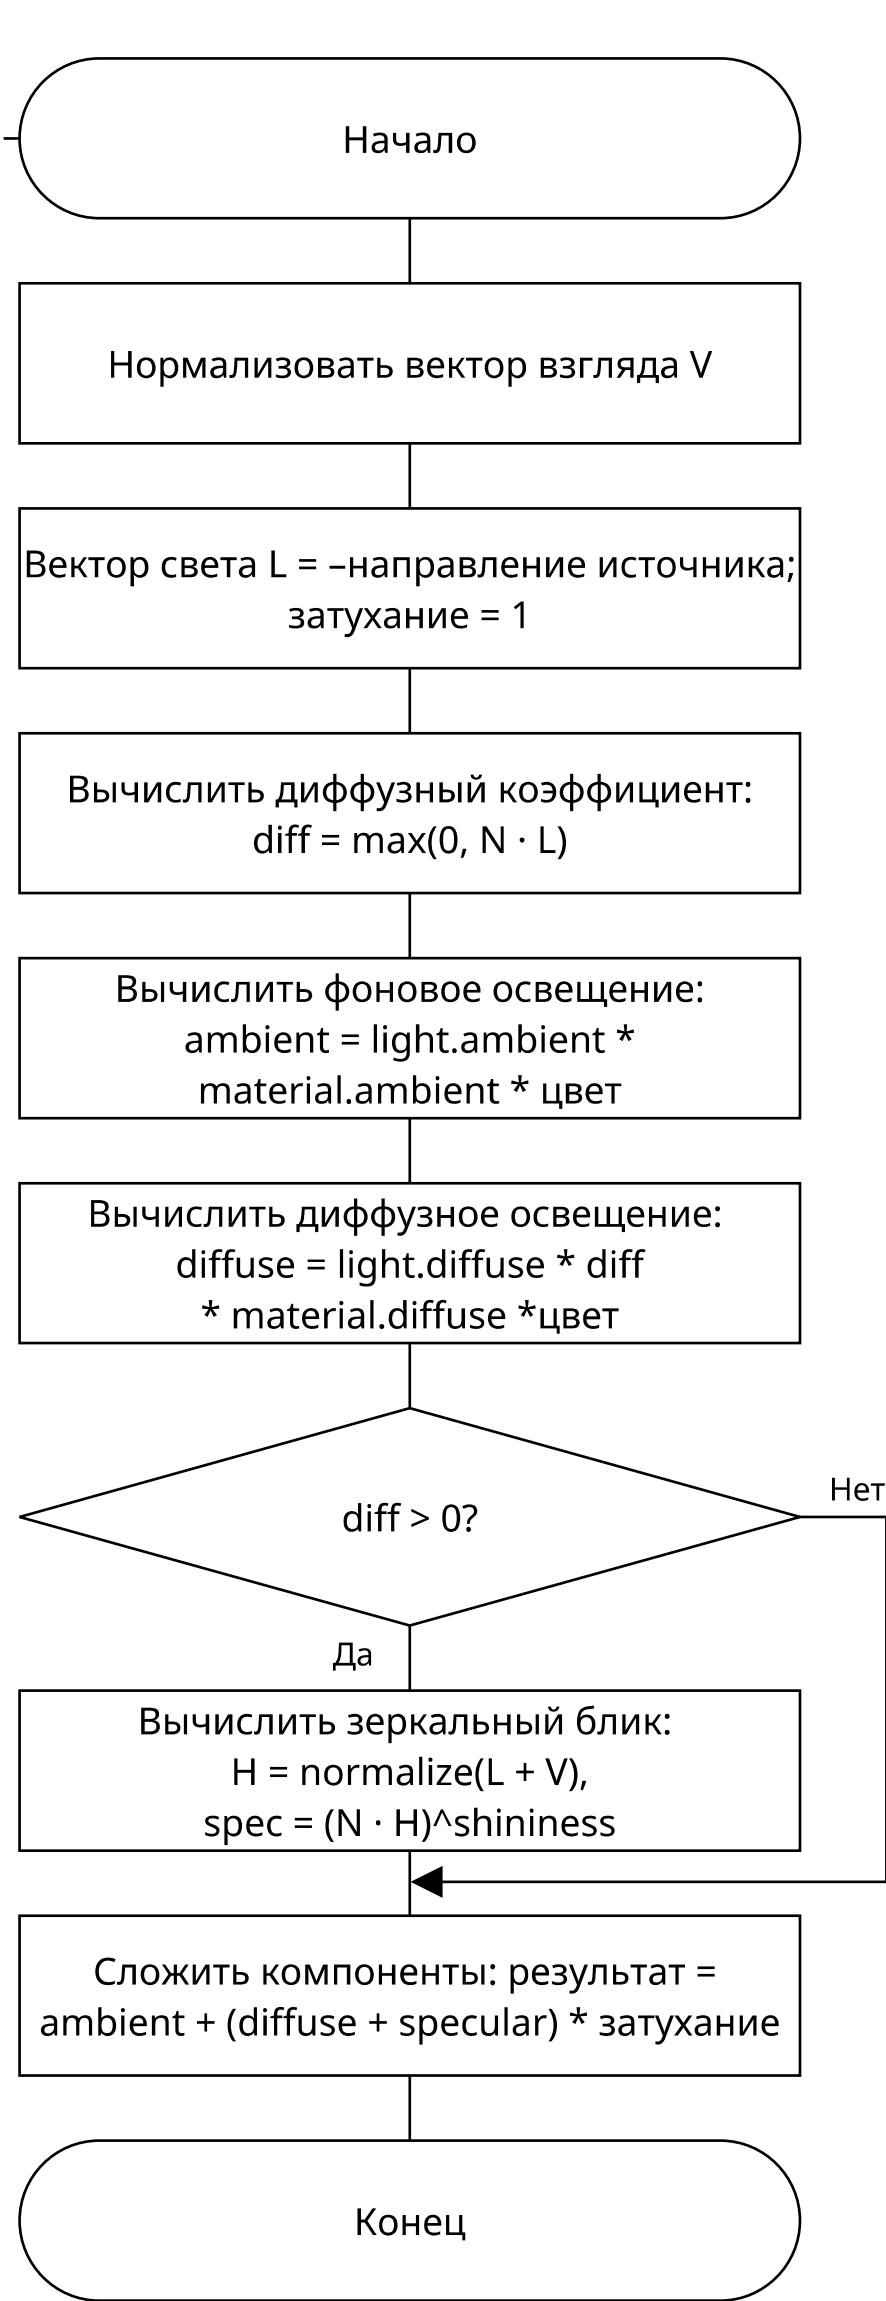 Начало
Нормализовать вектор взгляда V
Вектор света L = –направление источника;
затухание = 1
Вычислить диффузный коэффициент:
diff = max(0, N · L)
Вычислить фоновое освещение:
ambient = light.ambient *
material.ambient * цвет
Вычислить диффузное освещение:
diffuse = light.diffuse * diff
* material.diffuse *цвет
diff > 0?
Нет
Да
Вычислить зеркальный блик:
H = normalize(L + V),
spec = (N · H)^shininess
Сложить компоненты: результат =
ambient + (diffuse + specular) * затухание
Конец